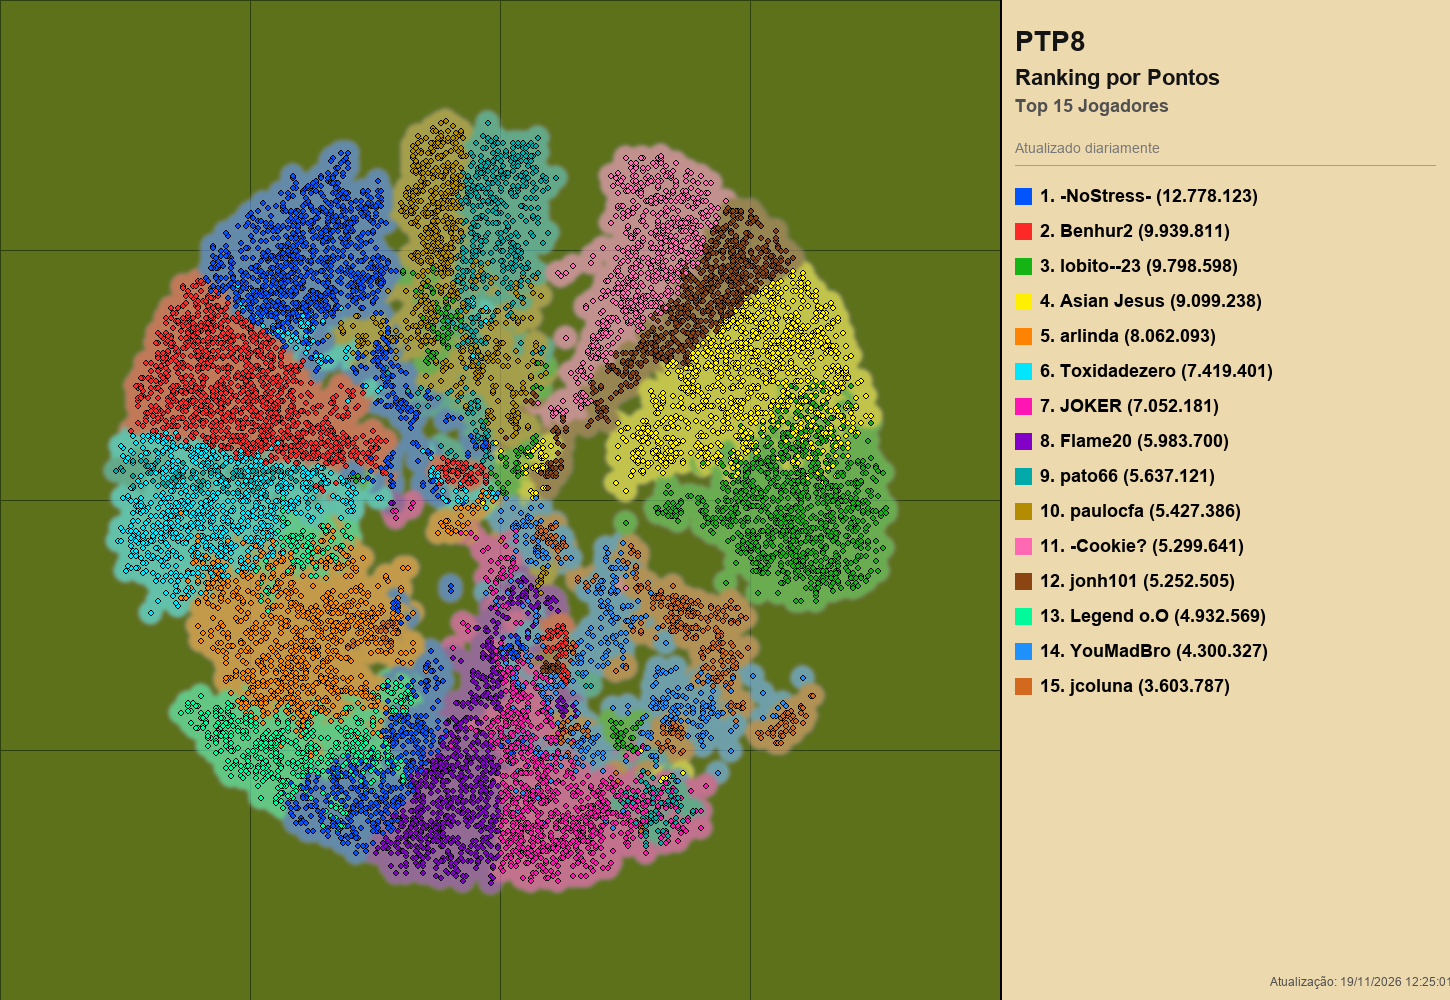 PTP8
Ranking por Pontos
Top 15 Jogadores
Atualizado diariamente
1. -NoStress- (12.778.123)
2. Benhur2 (9.939.811)
3. lobito--23 (9.798.598)
4. Asian Jesus (9.099.238)
5. arlinda (8.062.093)
6. Toxidadezero (7.419.401)
7. JOKER (7.052.181)
8. Flame20 (5.983.700)
9. pato66 (5.637.121)
10. paulocfa (5.427.386)
11. -Cookie? (5.299.641)
12. jonh101 (5.252.505)
13. Legend o.O (4.932.569)
14. YouMadBro (4.300.327)
15. jcoluna (3.603.787)
Atualização: 19/11/2026 12:25:01